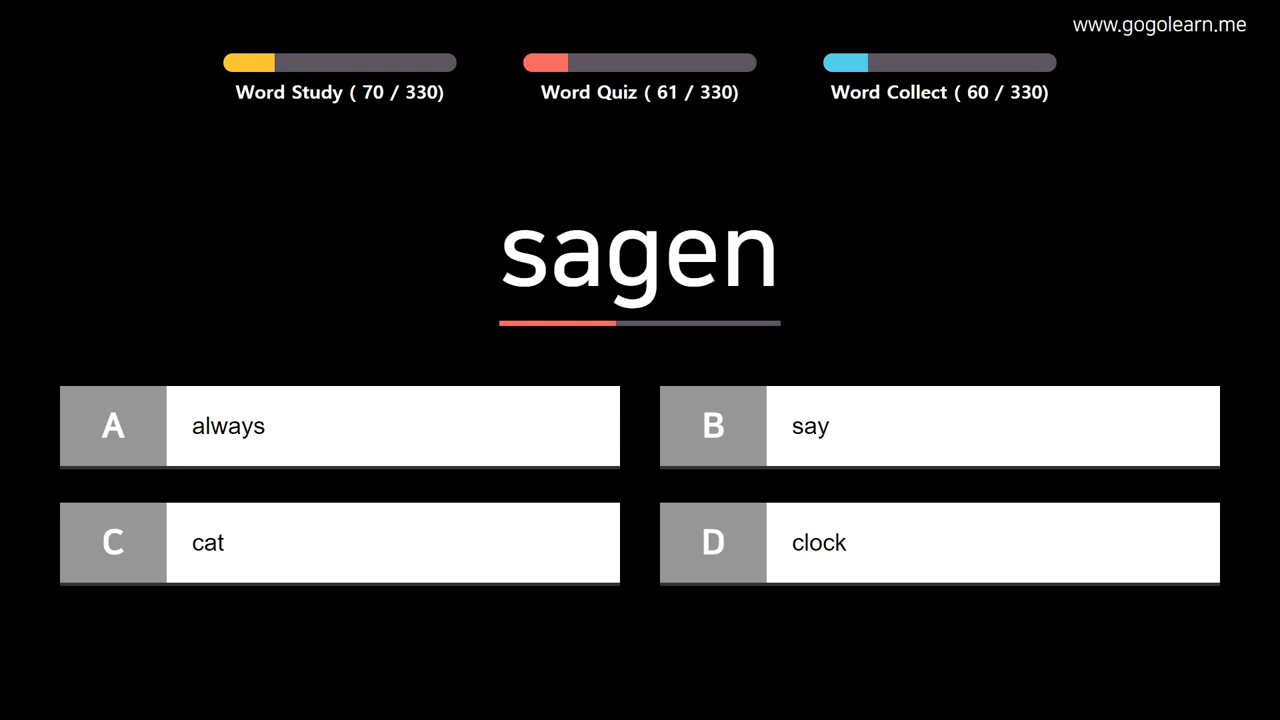 www.gogolearn.me
Word Study ( 70 / 330)
Word Quiz ( 61 / 330)
Word Collect ( 60 / 330)
sagen
A always
B say
C cat
D clock